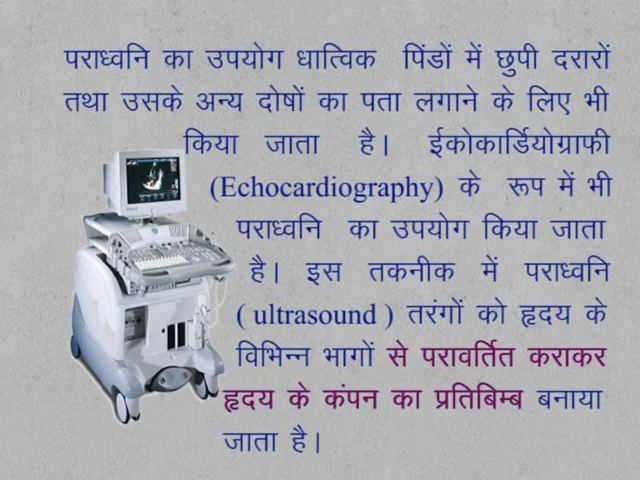 पराध्वनि का उपयोग धात्विक पिंडों में छुपी दरारों
तथा उसके अन्य दोषों का पता लगाने के लिए भी
किया जाता है। ईकोकार्डियोग्राफी
(Echocardiography) के रूप में भी
पराध्वनि का उपयोग किया जाता
है। इस तकनीक में पराध्वनि
( ultrasound ) तरंगों को हृदय के
विभिन्न भागों से परावर्तित कराकर
हृदय के कंपन का प्रतिबिम्ब बनाया
जाता है।